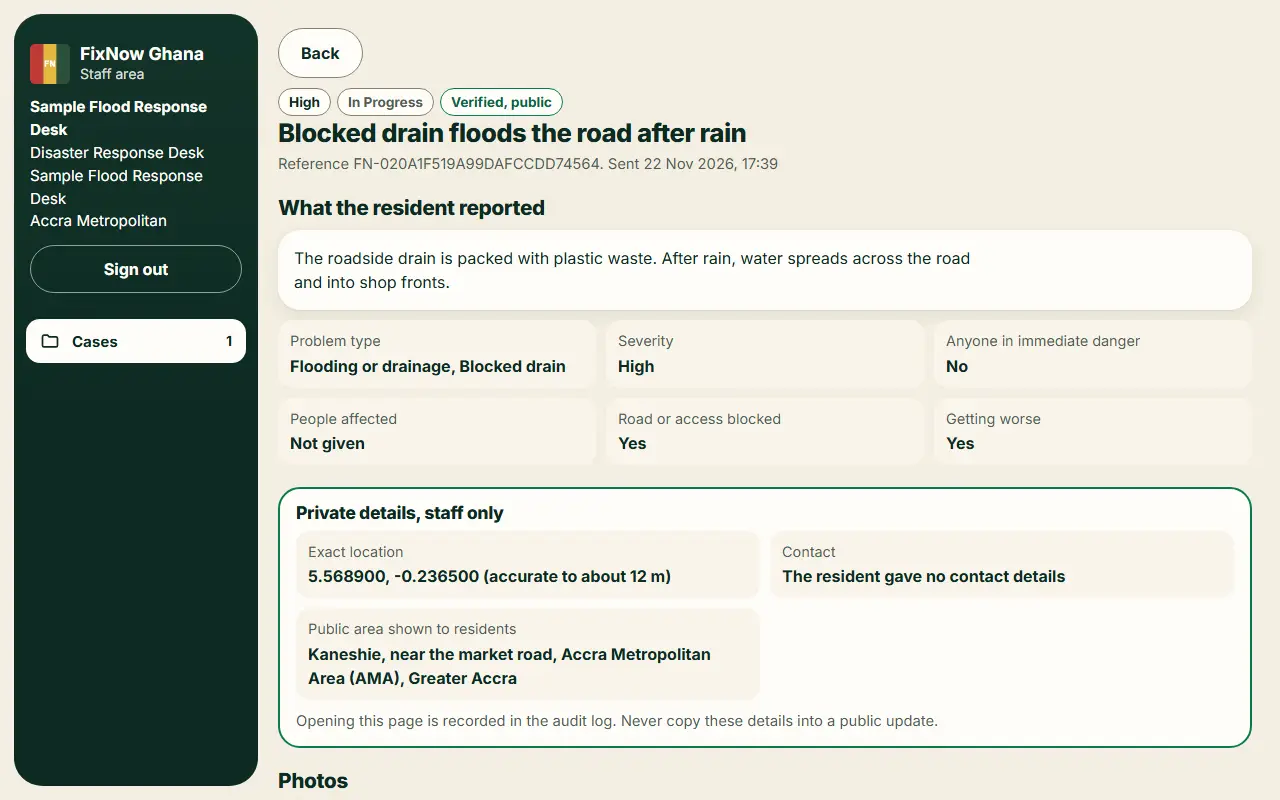 FN
FixNow Ghana
Staff area
Sample Flood Response
Desk
Disaster Response Desk
Sample Flood Response
Desk
Accra Metropolitan
Sign out
Cases 1
Back
High In Progress Verified, public
Blocked drain floods the road after rain
Reference FN-020A1F519A99DAFCCDD74564. Sent 22 Nov 2026, 17:39
What the resident reported
The roadside drain is packed with plastic waste. After rain, water spreads across the road
and into shop fronts.
Problem type
Flooding or drainage, Blocked drain
Severity
High
Anyone in immediate danger
No
People affected
Not given
Road or access blocked
Yes
Getting worse
Yes
Private details, staff only
Exact location
5.568900, -0.236500 (accurate to about 12 m)
Contact
The resident gave no contact details
Public area shown to residents
Kaneshie, near the market road, Accra Metropolitan
Area (AMA), Greater Accra
Opening this page is recorded in the audit log. Never copy these details into a public update.
Photos